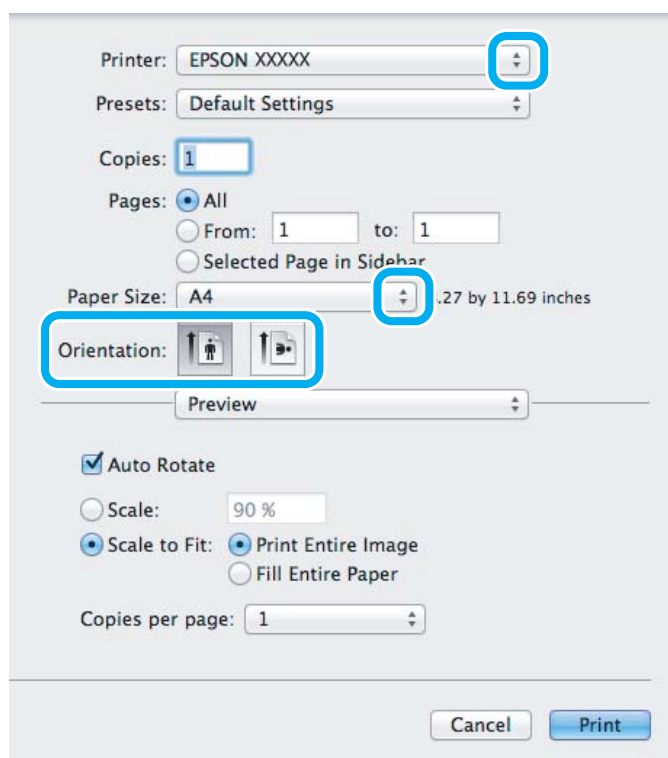 Printer: EPSON XXXXX
Presets: Default Settings
Copies: 1
Pages: All
From: 1 to: 1
Selected Page in Sidebar
Paper Size: A4 .27 by 11.69 inches
Orientation:
Preview
Auto Rotate
Scale: 90 %
Scale to Fit: Print Entire Image
Fill Entire Paper
Copies per page: 1
Cancel Print